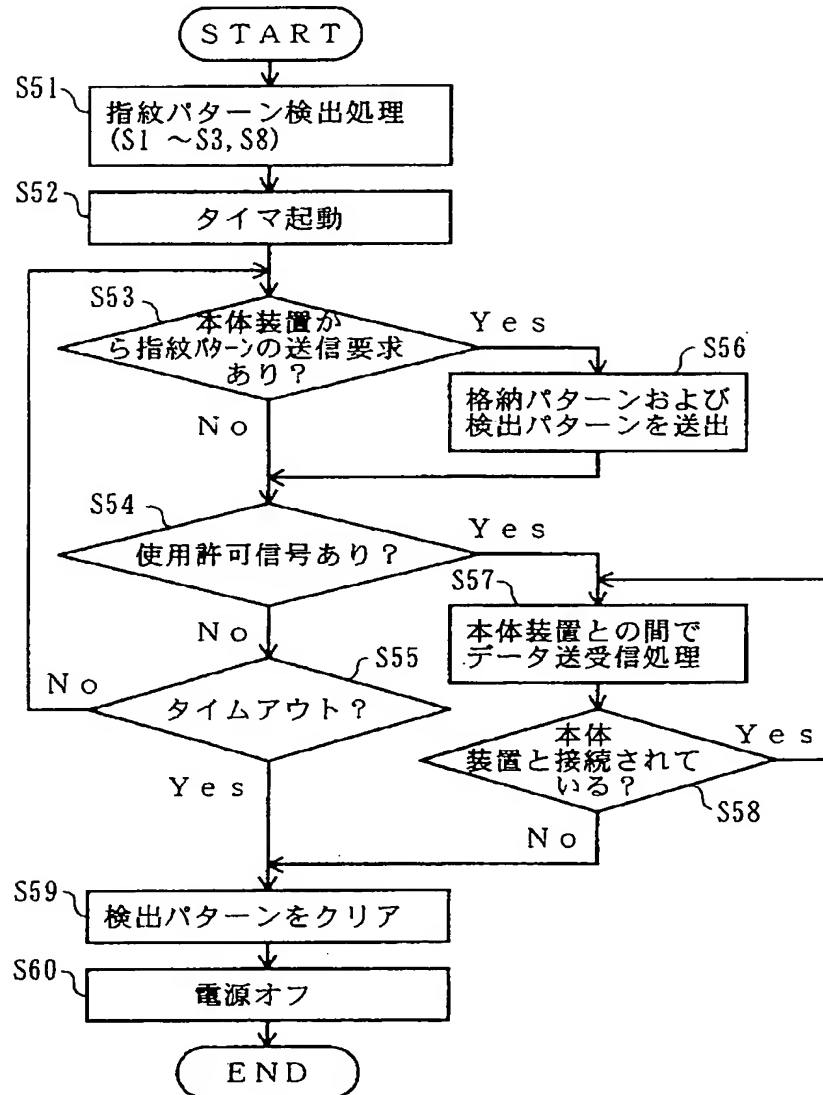 START
S51
指紋パターン検出処理
(S1 ～S3,S8)
S52
タイマ起動
S53
本体装置か
ら指紋パターンの送信要求
あり？
Yes
No
S56
格納パターンおよび
検出パターンを送出
S54
使用許可信号あり？
Yes
No
S57
本体装置との間で
データ送受信処理
S55
タイムアウト？
No
Yes
本体
装置と接続されて
いる？
Yes
S58
No
S59
検出パターンをクリア
S60
電源オフ
END